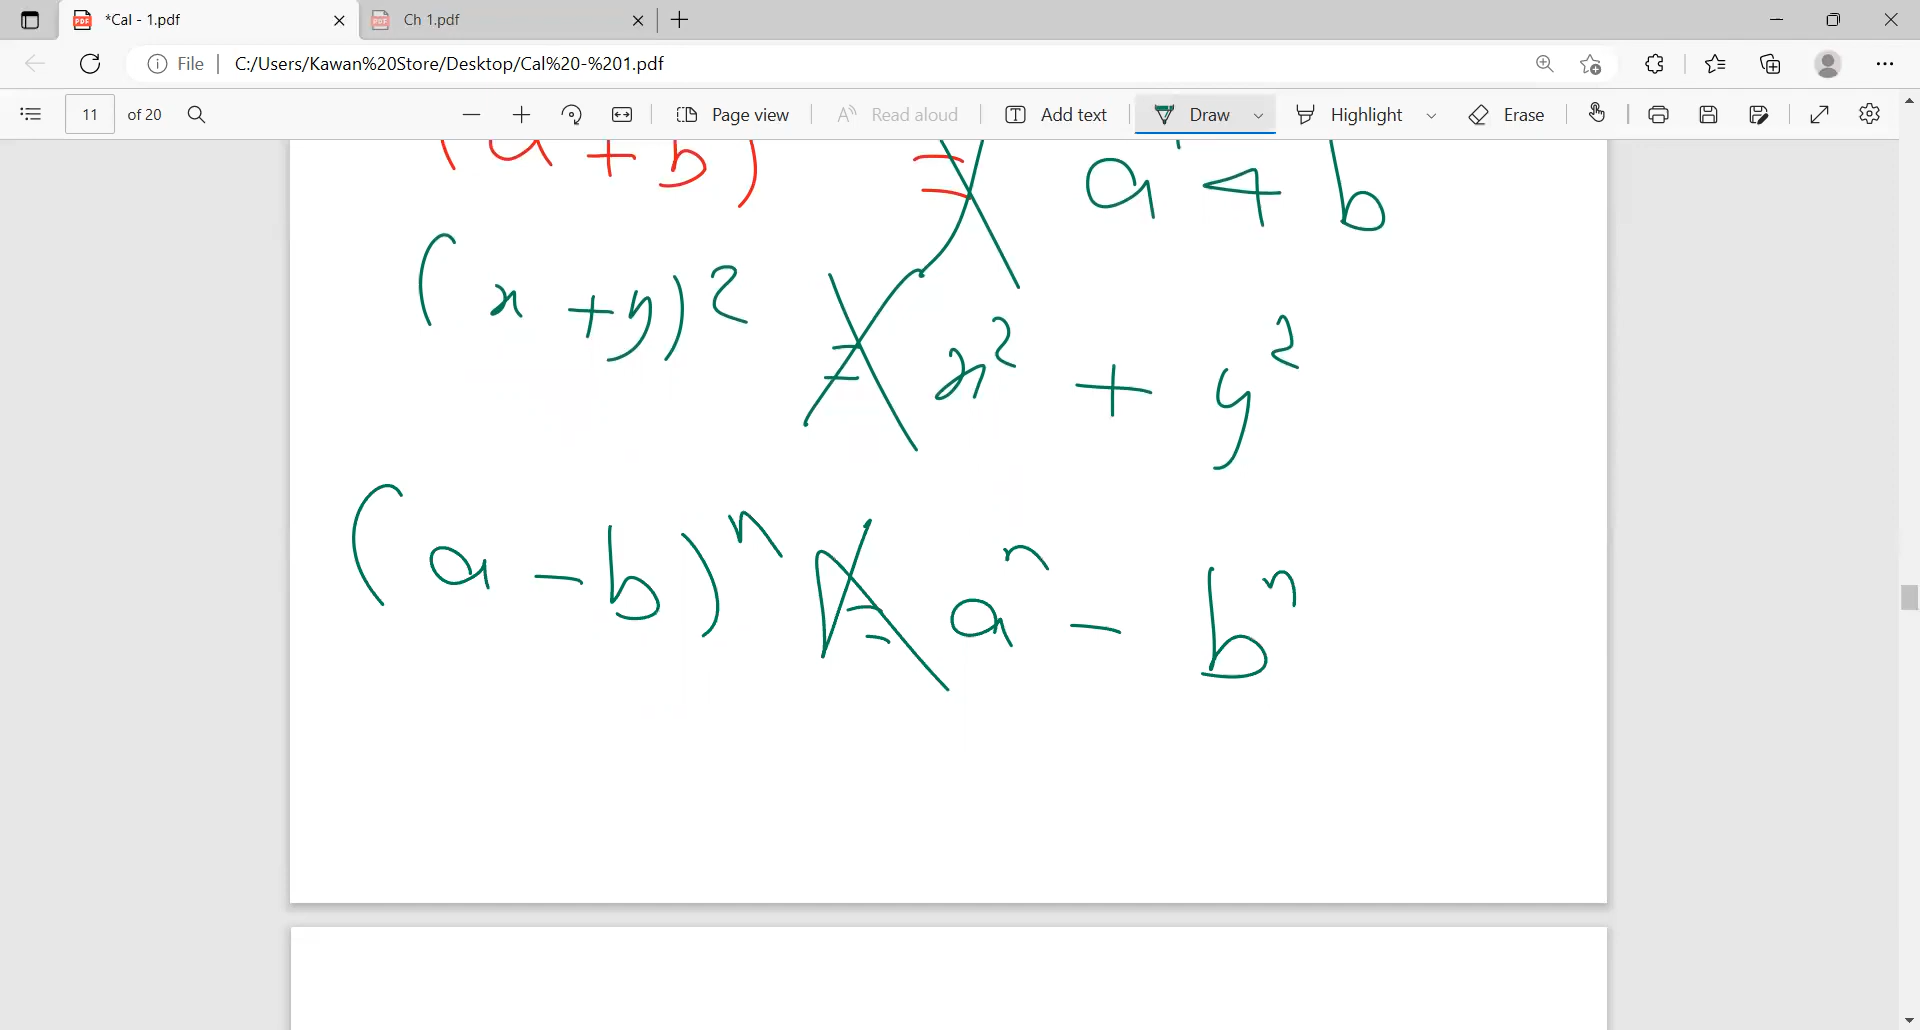 *Cal - 1.pdf
Ch 1.pdf
File
C:/Users/Kawan%20Store/Desktop/Cal%20-%201.pdf
11 of 20
Page view
Read aloud
Add text
Draw
Highlight
Erase
(a + b) = a + b
(x + y)² = x² + y²
(a - b)ⁿ = aⁿ - bⁿ